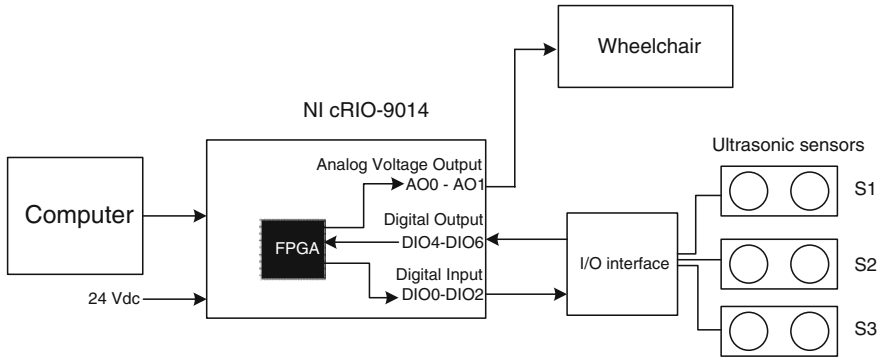 Wheelchair
NI cRIO-9014
Ultrasonic sensors
Computer
Analog Voltage Output
AO0 - AO1
S1
Digital Output
FPGA
DIO4-DIO6
I/O interface
S2
Digital Input
DIO0-DIO2
24 Vdc
S3